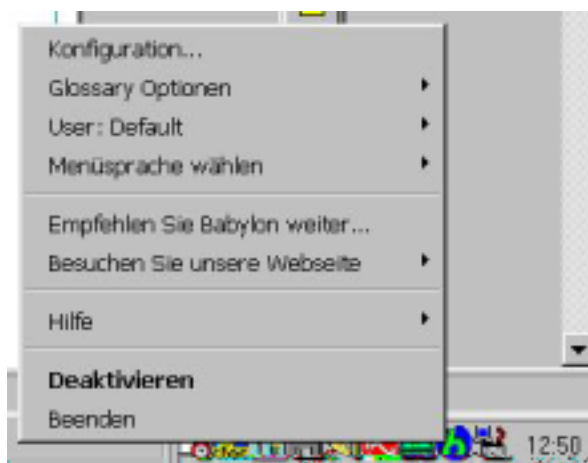 Konfiguration...
Glossary Optionen
User: Default
Menüsprache wählen
Empfehlen Sie Babylon weiter...
Besuchen Sie unsere Webseite
Hilfe
Deaktivieren
Beenden
12:50